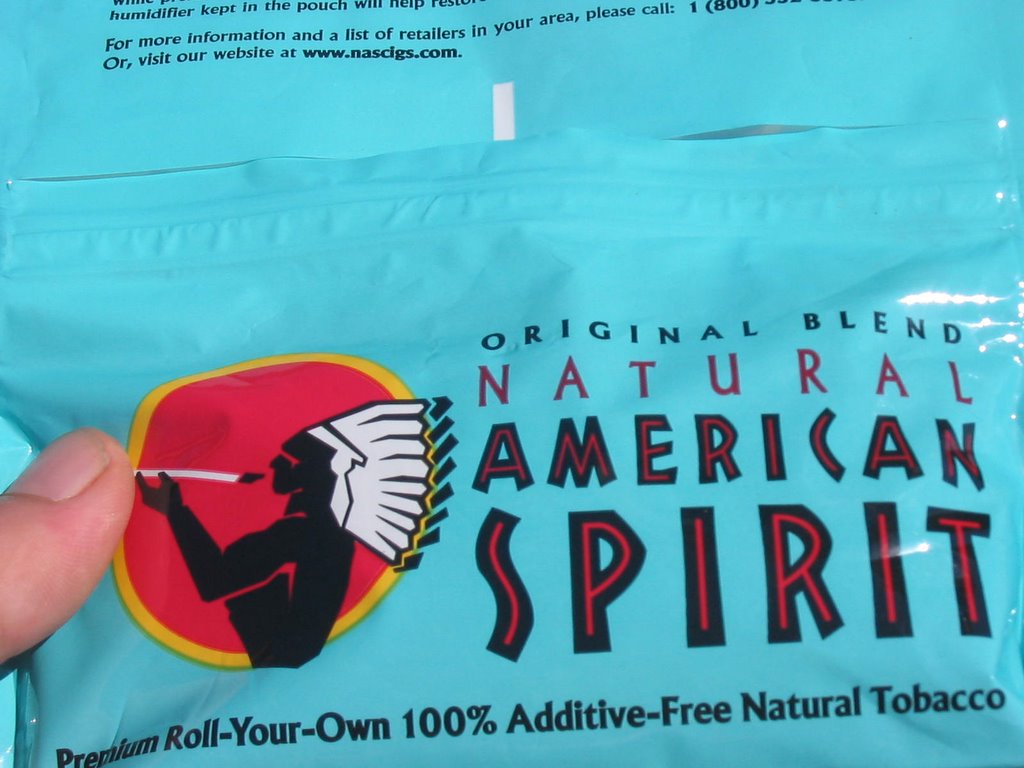 humidifier kept in the pouch will help
For more information and a list of retailers in your area, please call: 1 (800)
Or, visit our website at www.nascigs.com.
ORIGINAL BLEND
NATURAL
AMERICAN
SPIRIT
Premium Roll-Your-Own 100% Additive-Free Natural Tobacco